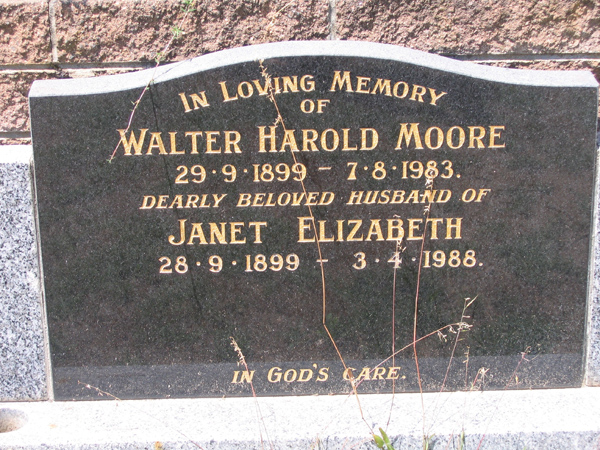 IN LOVING MEMORY
OF
WALTER HAROLD MOORE
29·9·1899 – 7·8·1983.
DEARLY BELOVED HUSBAND OF
JANET ELIZABETH
28·9·1899 – 3·4·1988.
IN GOD'S CARE.